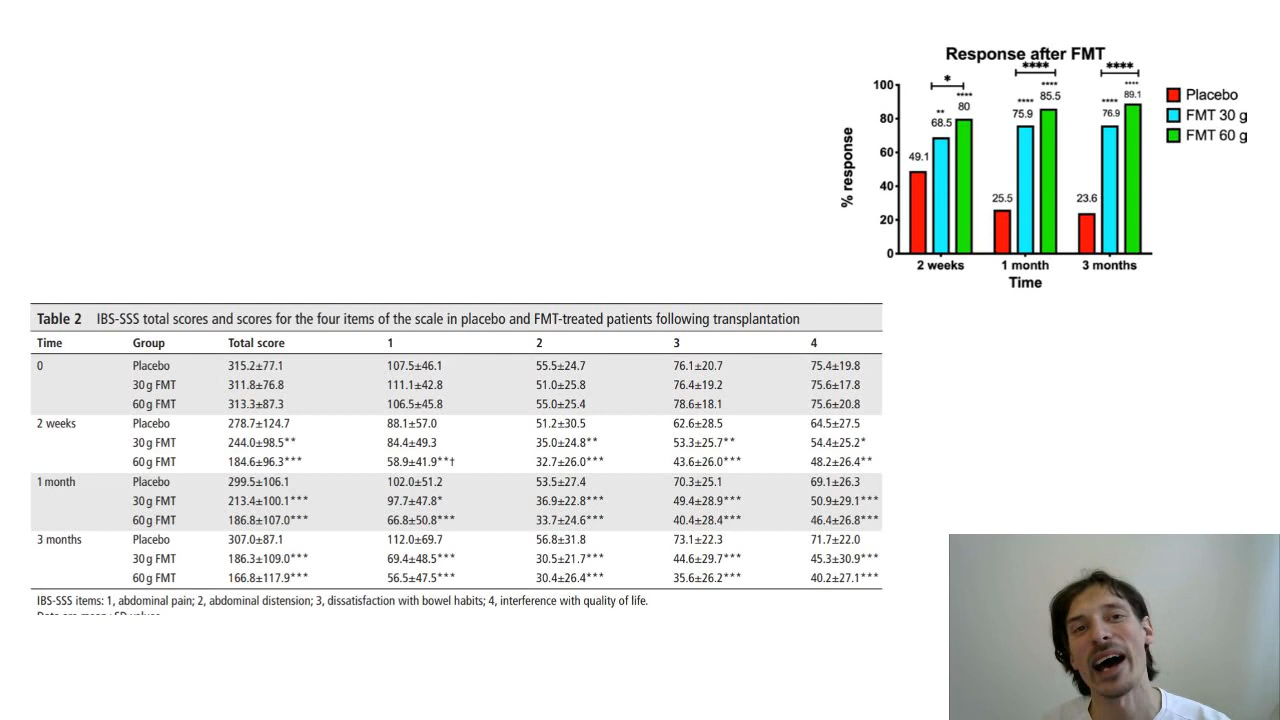 Response after FMT
* **** ****
**** **** ****
** **** ****
49.1 68.5 80 25.5 75.9 85.5 23.6 76.9 89.1
% response
100
80
60
40
20
0
2 weeks 1 month 3 months
Time
Placebo
FMT 30 g
FMT 60 g
Table 2 IBS-SSS total scores and scores for the four items of the scale in placebo and FMT-treated patients following transplantation
Time Group Total score 1 2 3 4
0 Placebo 315.2±77.1 107.5±46.1 55.5±24.7 76.1±20.7 75.4±19.8
30 g FMT 311.8±76.8 111.1±42.8 51.0±25.8 76.4±19.2 75.6±17.8
60 g FMT 313.3±87.3 106.5±45.8 55.0±25.4 78.6±18.1 75.6±20.8
2 weeks Placebo 278.7±124.7 88.1±57.0 51.2±30.5 62.6±28.5 64.5±27.5
30 g FMT 244.0±98.5** 84.4±49.3 35.0±24.8** 53.3±25.7** 54.4±25.2*
60 g FMT 184.6±96.3*** 58.9±41.9**† 32.7±26.0*** 43.6±26.0*** 48.2±26.4**
1 month Placebo 299.5±106.1 102.0±51.2 53.5±27.4 70.3±25.1 69.1±26.3
30 g FMT 213.4±100.1*** 97.7±47.8* 36.9±22.8*** 49.4±28.9*** 50.9±29.1***
60 g FMT 186.8±107.0*** 66.8±50.8*** 33.7±24.6*** 40.4±28.4*** 46.4±26.8***
3 months Placebo 307.0±87.1 112.0±69.7 56.8±31.8 73.1±22.3 71.7±22.0
30 g FMT 186.3±109.0*** 69.4±48.5*** 30.5±21.7*** 44.6±29.7*** 45.3±30.9***
60 g FMT 166.8±117.9*** 56.5±47.5*** 30.4±26.4*** 35.6±26.2*** 40.2±27.1***
IBS-SSS items: 1, abdominal pain; 2, abdominal distension; 3, dissatisfaction with bowel habits; 4, interference with quality of life.